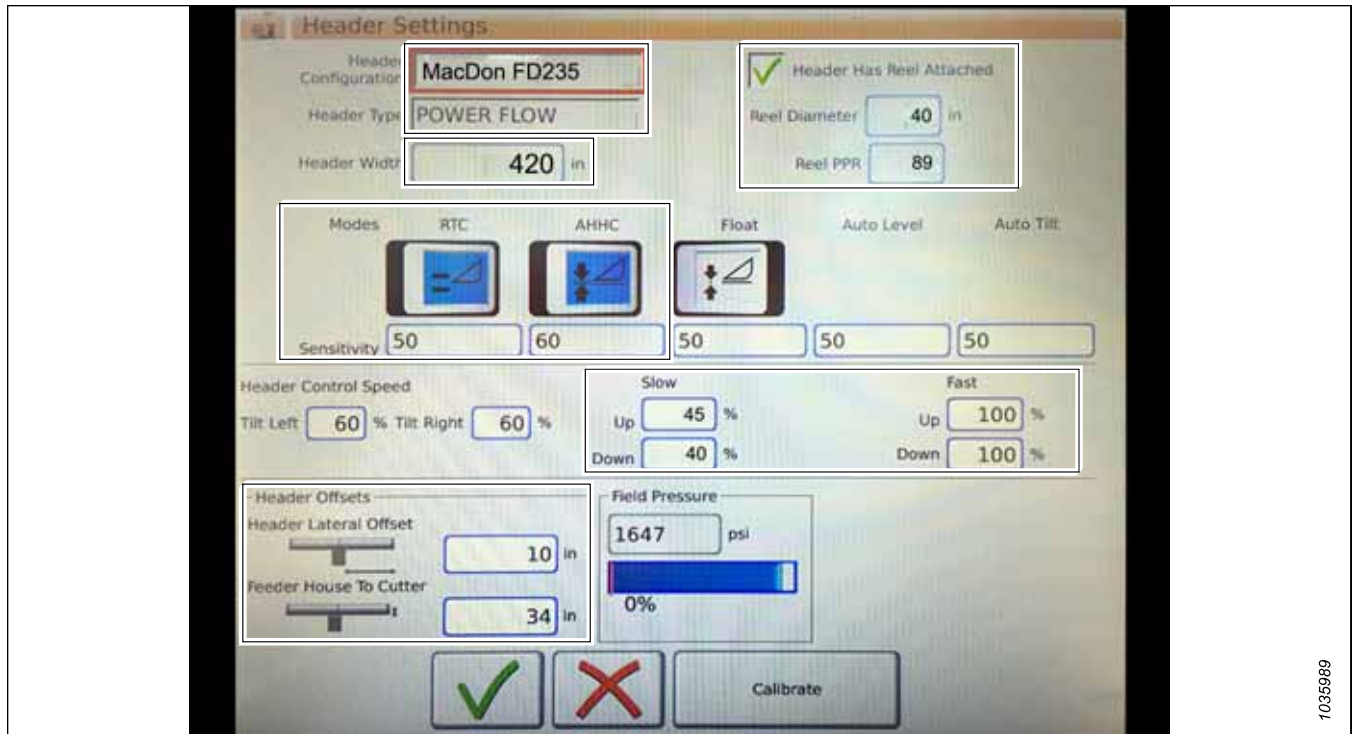 Header Settings
Header Configuration
MacDon FD235
Header Has Reel Attached
Header Type
POWER FLOW
Reel Diameter
40 in
Header Width
420 in
Reel PPR
89
Modes RTC AHHC Float Auto Level Auto Tilt
Sensitivity 50 60 50 50 50
Header Control Speed
Slow Fast
Tilt Left 60 % Tilt Right 60 %
Up 45 % Up 100 %
Down 40 % Down 100 %
Header Offsets
Field Pressure
Header Lateral Offset
10 in
1647 psi
Feeder House To Cutter
34 in
0%
Calibrate
1035989